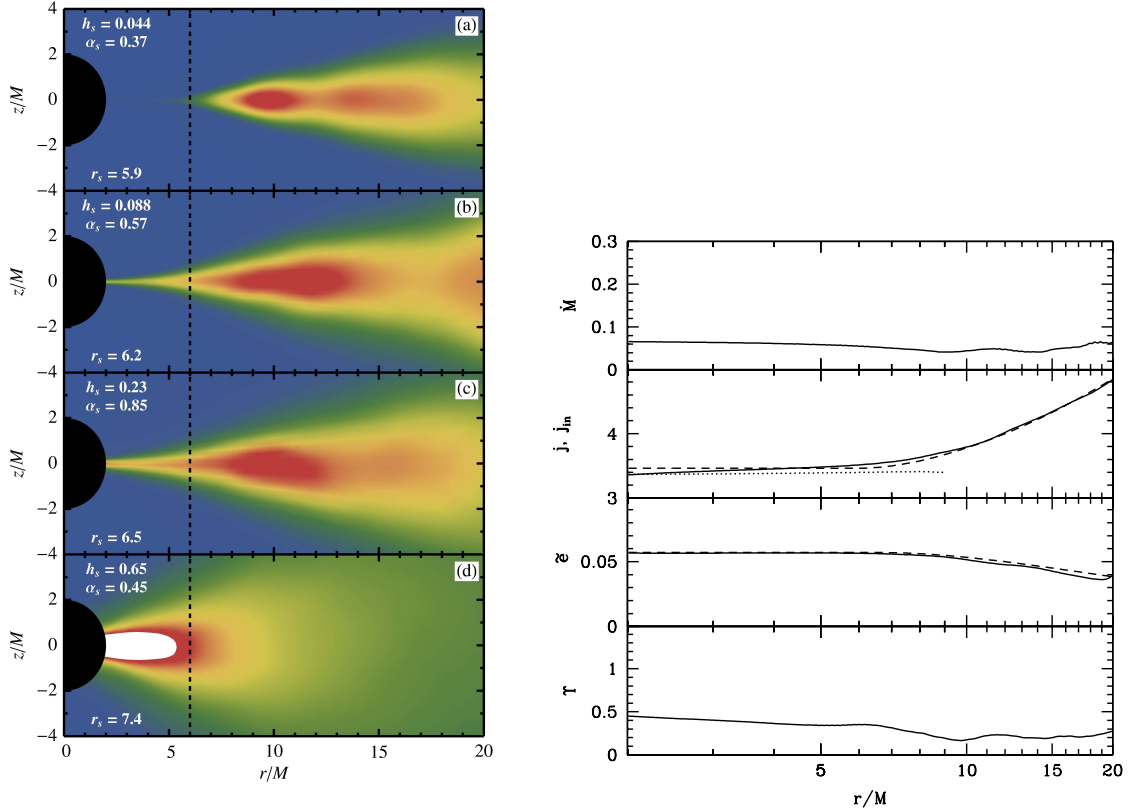 4
2
0
−2
−4
z/M
h_s = 0.044
α_s = 0.37
(a)
r_s = 5.9
2
0
−2
−4
z/M
h_s = 0.088
α_s = 0.57
(b)
r_s = 6.2
2
0
−2
−4
z/M
h_s = 0.23
α_s = 0.85
(c)
r_s = 6.5
2
0
−2
−4
z/M
h_s = 0.65
α_s = 0.45
(d)
r_s = 7.4
0 5 10 15 20
r/M
0.3
0.2
0.1
0
Ṁ
4
3
j, j_in
0.05
0
ẽ
1
0.5
0
Υ
5 10 15 20
r/M